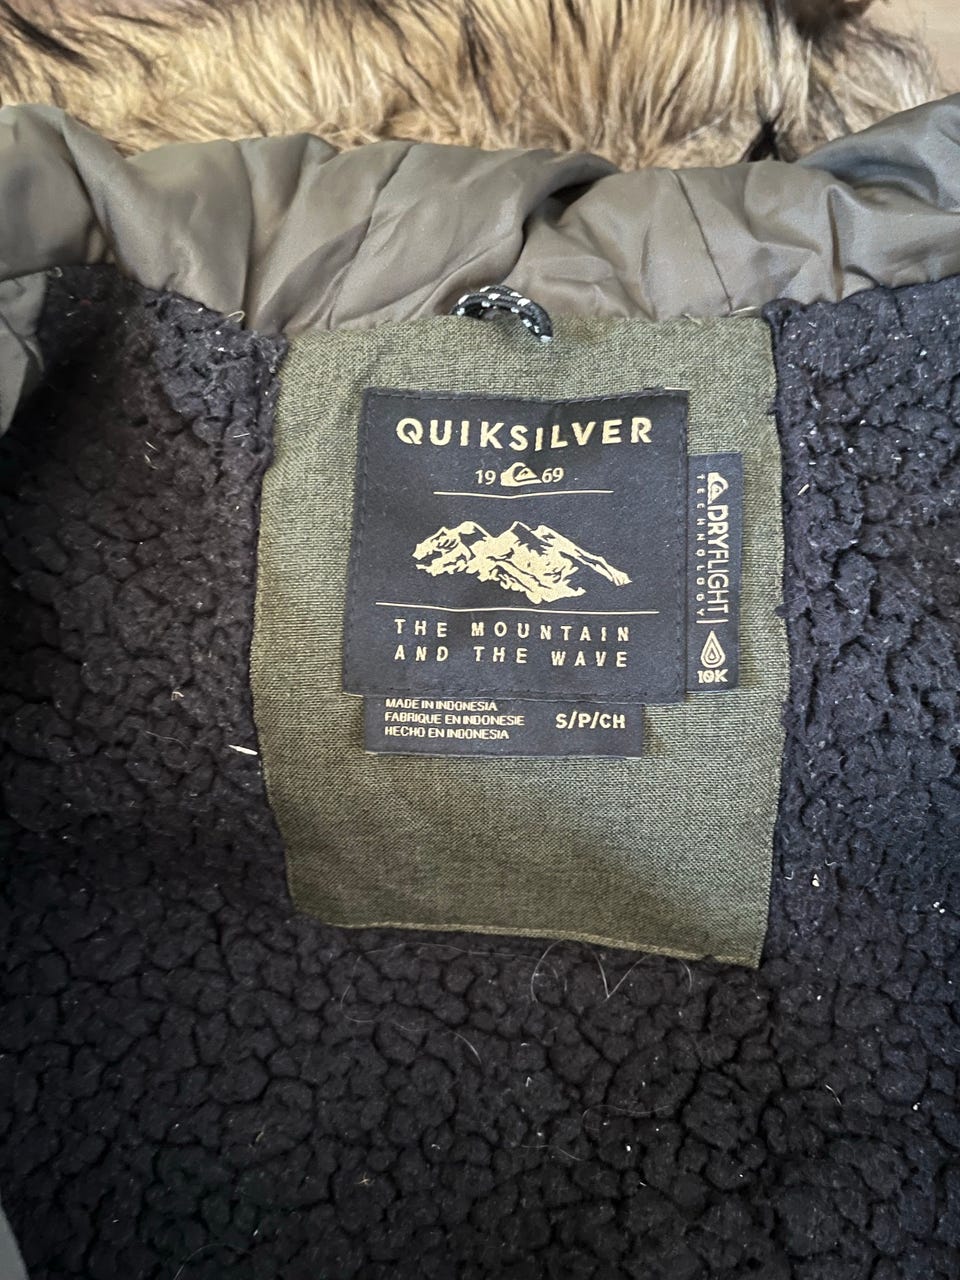 QUIKSILVER
19 69
THE MOUNTAIN
AND THE WAVE
MADE IN INDONESIA
FABRIQUE EN INDONESIE
HECHO EN INDONESIA
S/P/CH
DRYFLIGHT
TECHNOLOGY
10K